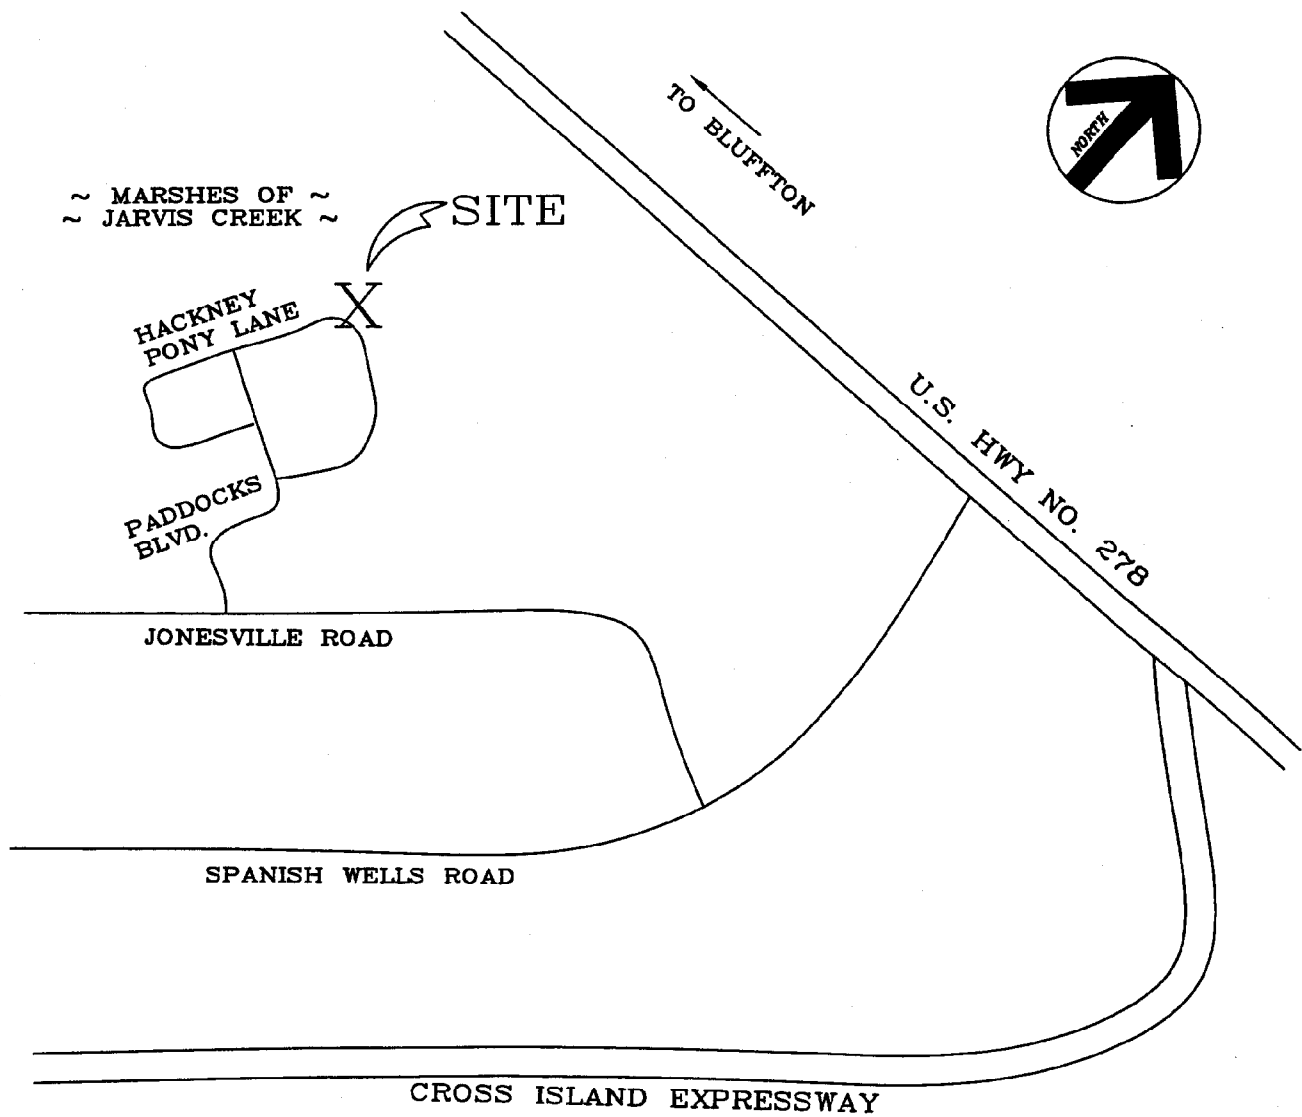 TO BLUFFTON
NORTH
~ MARSHES OF ~
~ JARVIS CREEK ~
SITE
X
HACKNEY
PONY LANE
U.S. HWY NO. 278
PADDOCKS
BLVD.
JONESVILLE ROAD
SPANISH WELLS ROAD
CROSS ISLAND EXPRESSWAY